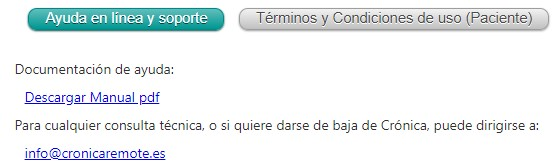 Ayuda en línea y soporte Términos y Condiciones de uso (Paciente)
Documentación de ayuda:
Descargar Manual pdf
Para cualquier consulta técnica, o si quiere darse de baja de Crónica, puede dirigirse a:
info@cronicaremote.es